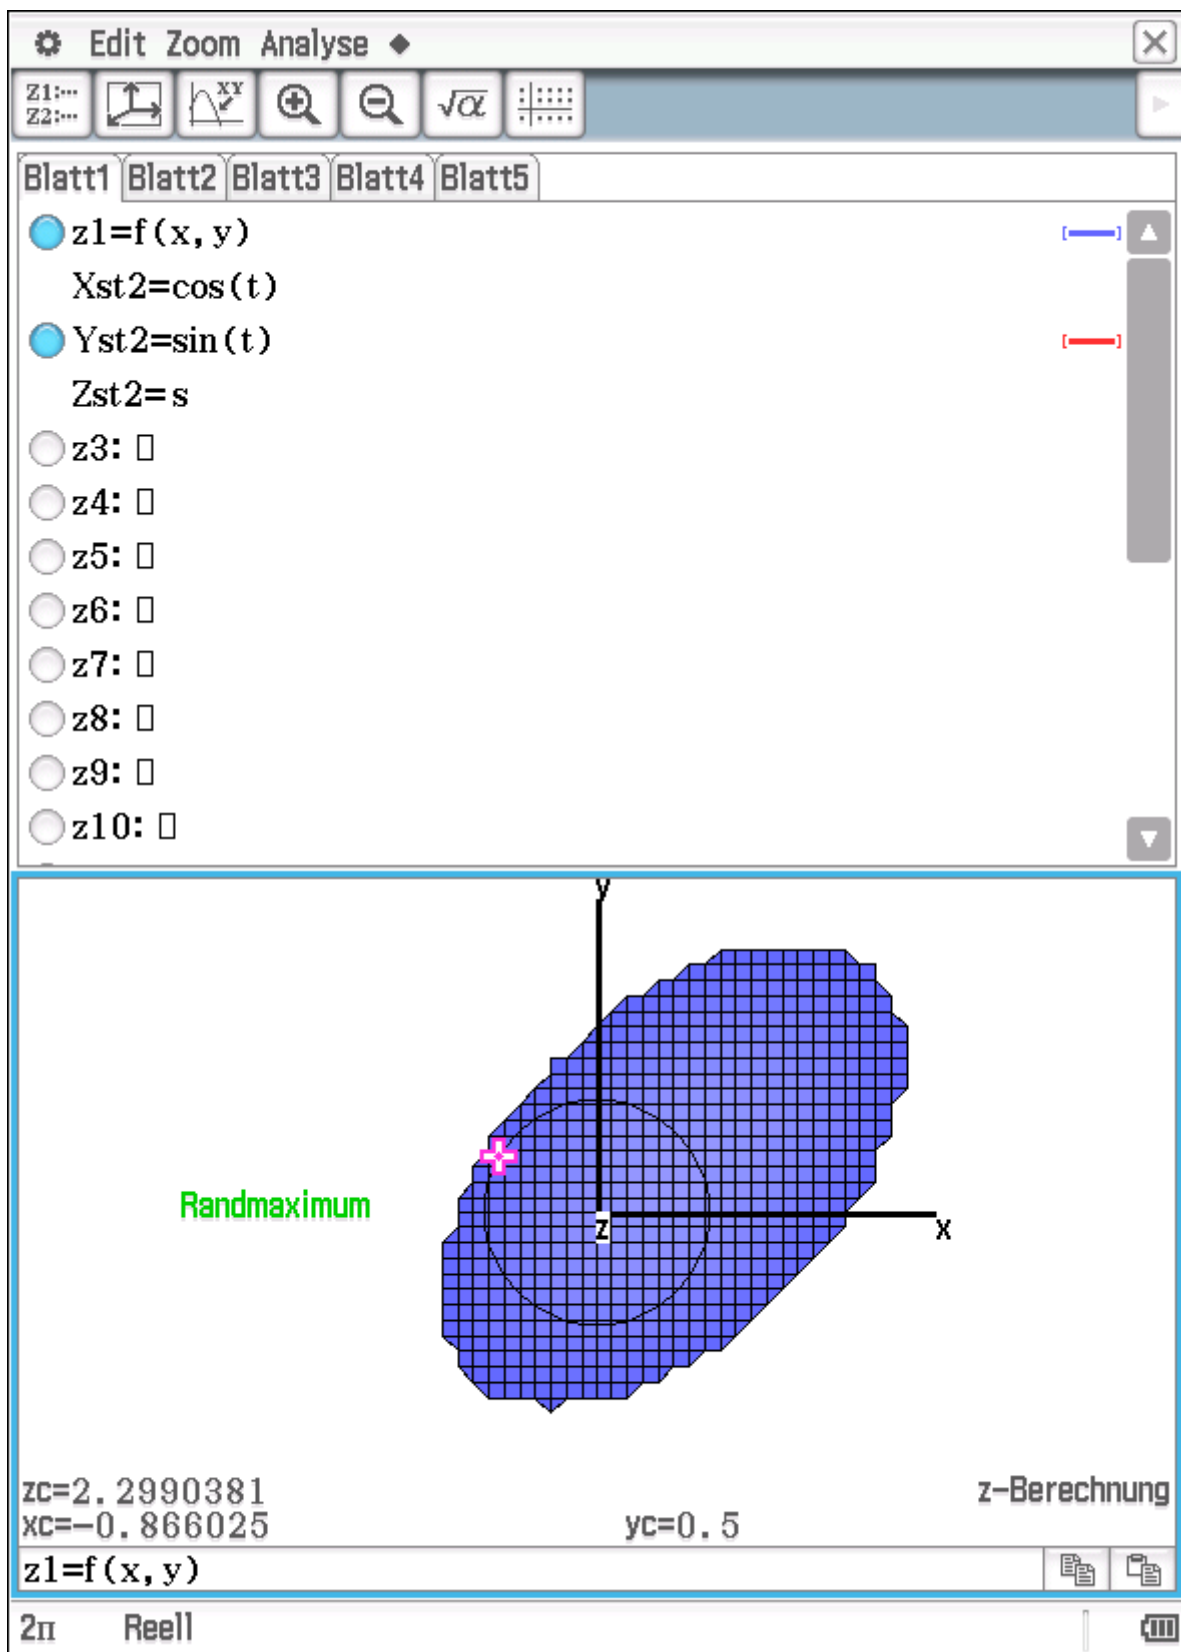 Edit Zoom Analyse ◆
Z1:··· XY √α
Z2:···
Blatt1 Blatt2 Blatt3 Blatt4 Blatt5
z1=f(x,y)
Xst2=cos(t)
Yst2=sin(t)
Zst2=s
z3:▯
z4:▯
z5:▯
z6:▯
z7:▯
z8:▯
z9:▯
z10:▯
y
Randmaximum
z x
zc=2.2990381 z-Berechnung
xc=-0.866025 yc=0.5
z1=f(x,y)
2π Reell